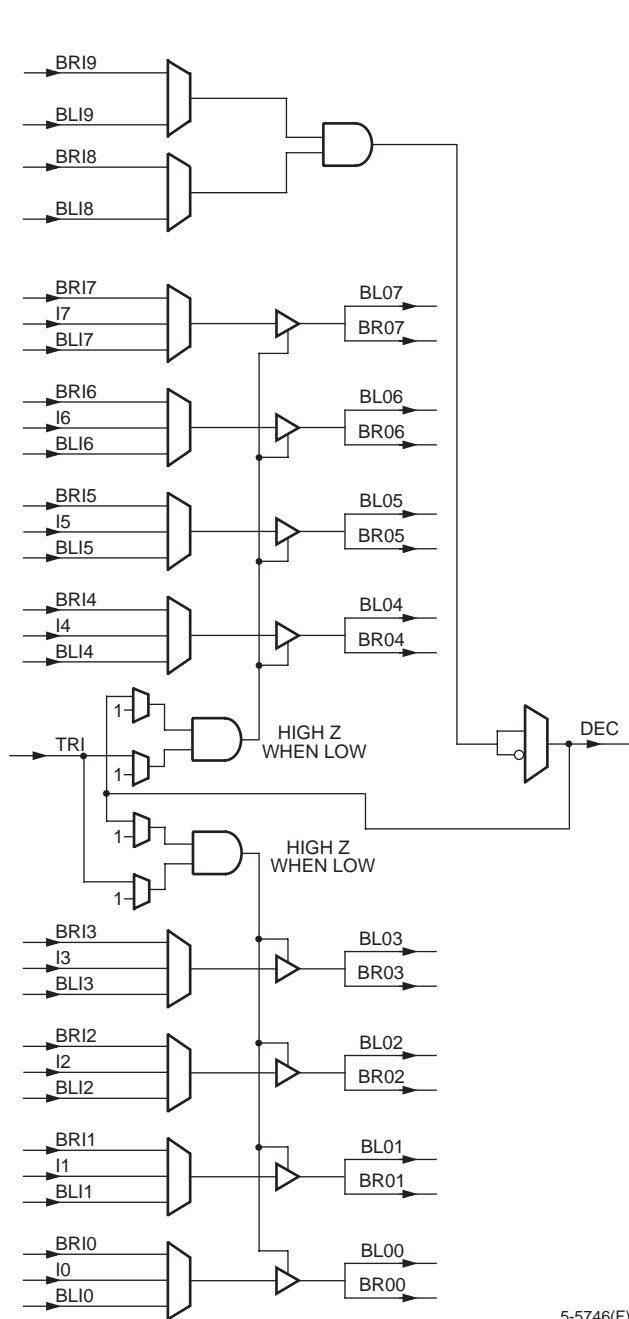 BRI9
BLI9
BRI8
BLI8
BRI7
I7
BLI7
BL07
BR07
BRI6
I6
BLI6
BL06
BR06
BRI5
I5
BLI5
BL05
BR05
BRI4
I4
BLI4
BL04
BR04
1
TRI
1
HIGH Z
WHEN LOW
DEC
1
1
HIGH Z
WHEN LOW
BRI3
I3
BLI3
BL03
BR03
BRI2
I2
BLI2
BL02
BR02
BRI1
I1
BLI1
BL01
BR01
BRI0
I0
BLI0
BL00
BR00
5-5746(F)